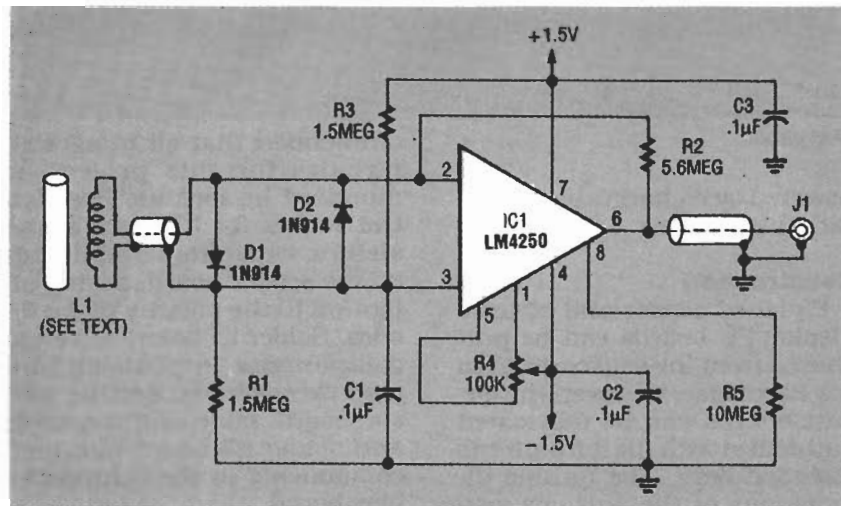 +1.5V
R3
1.5MEG
C3
.1µF
R2
5.6MEG
2
7
D2
1N914
IC1
LM4250
6
J1
D1
1N914
3
4
8
5
1
L1
(SEE TEXT)
R4
100K
R1
1.5MEG
C1
.1µF
C2
.1µF
R5
10MEG
-1.5V